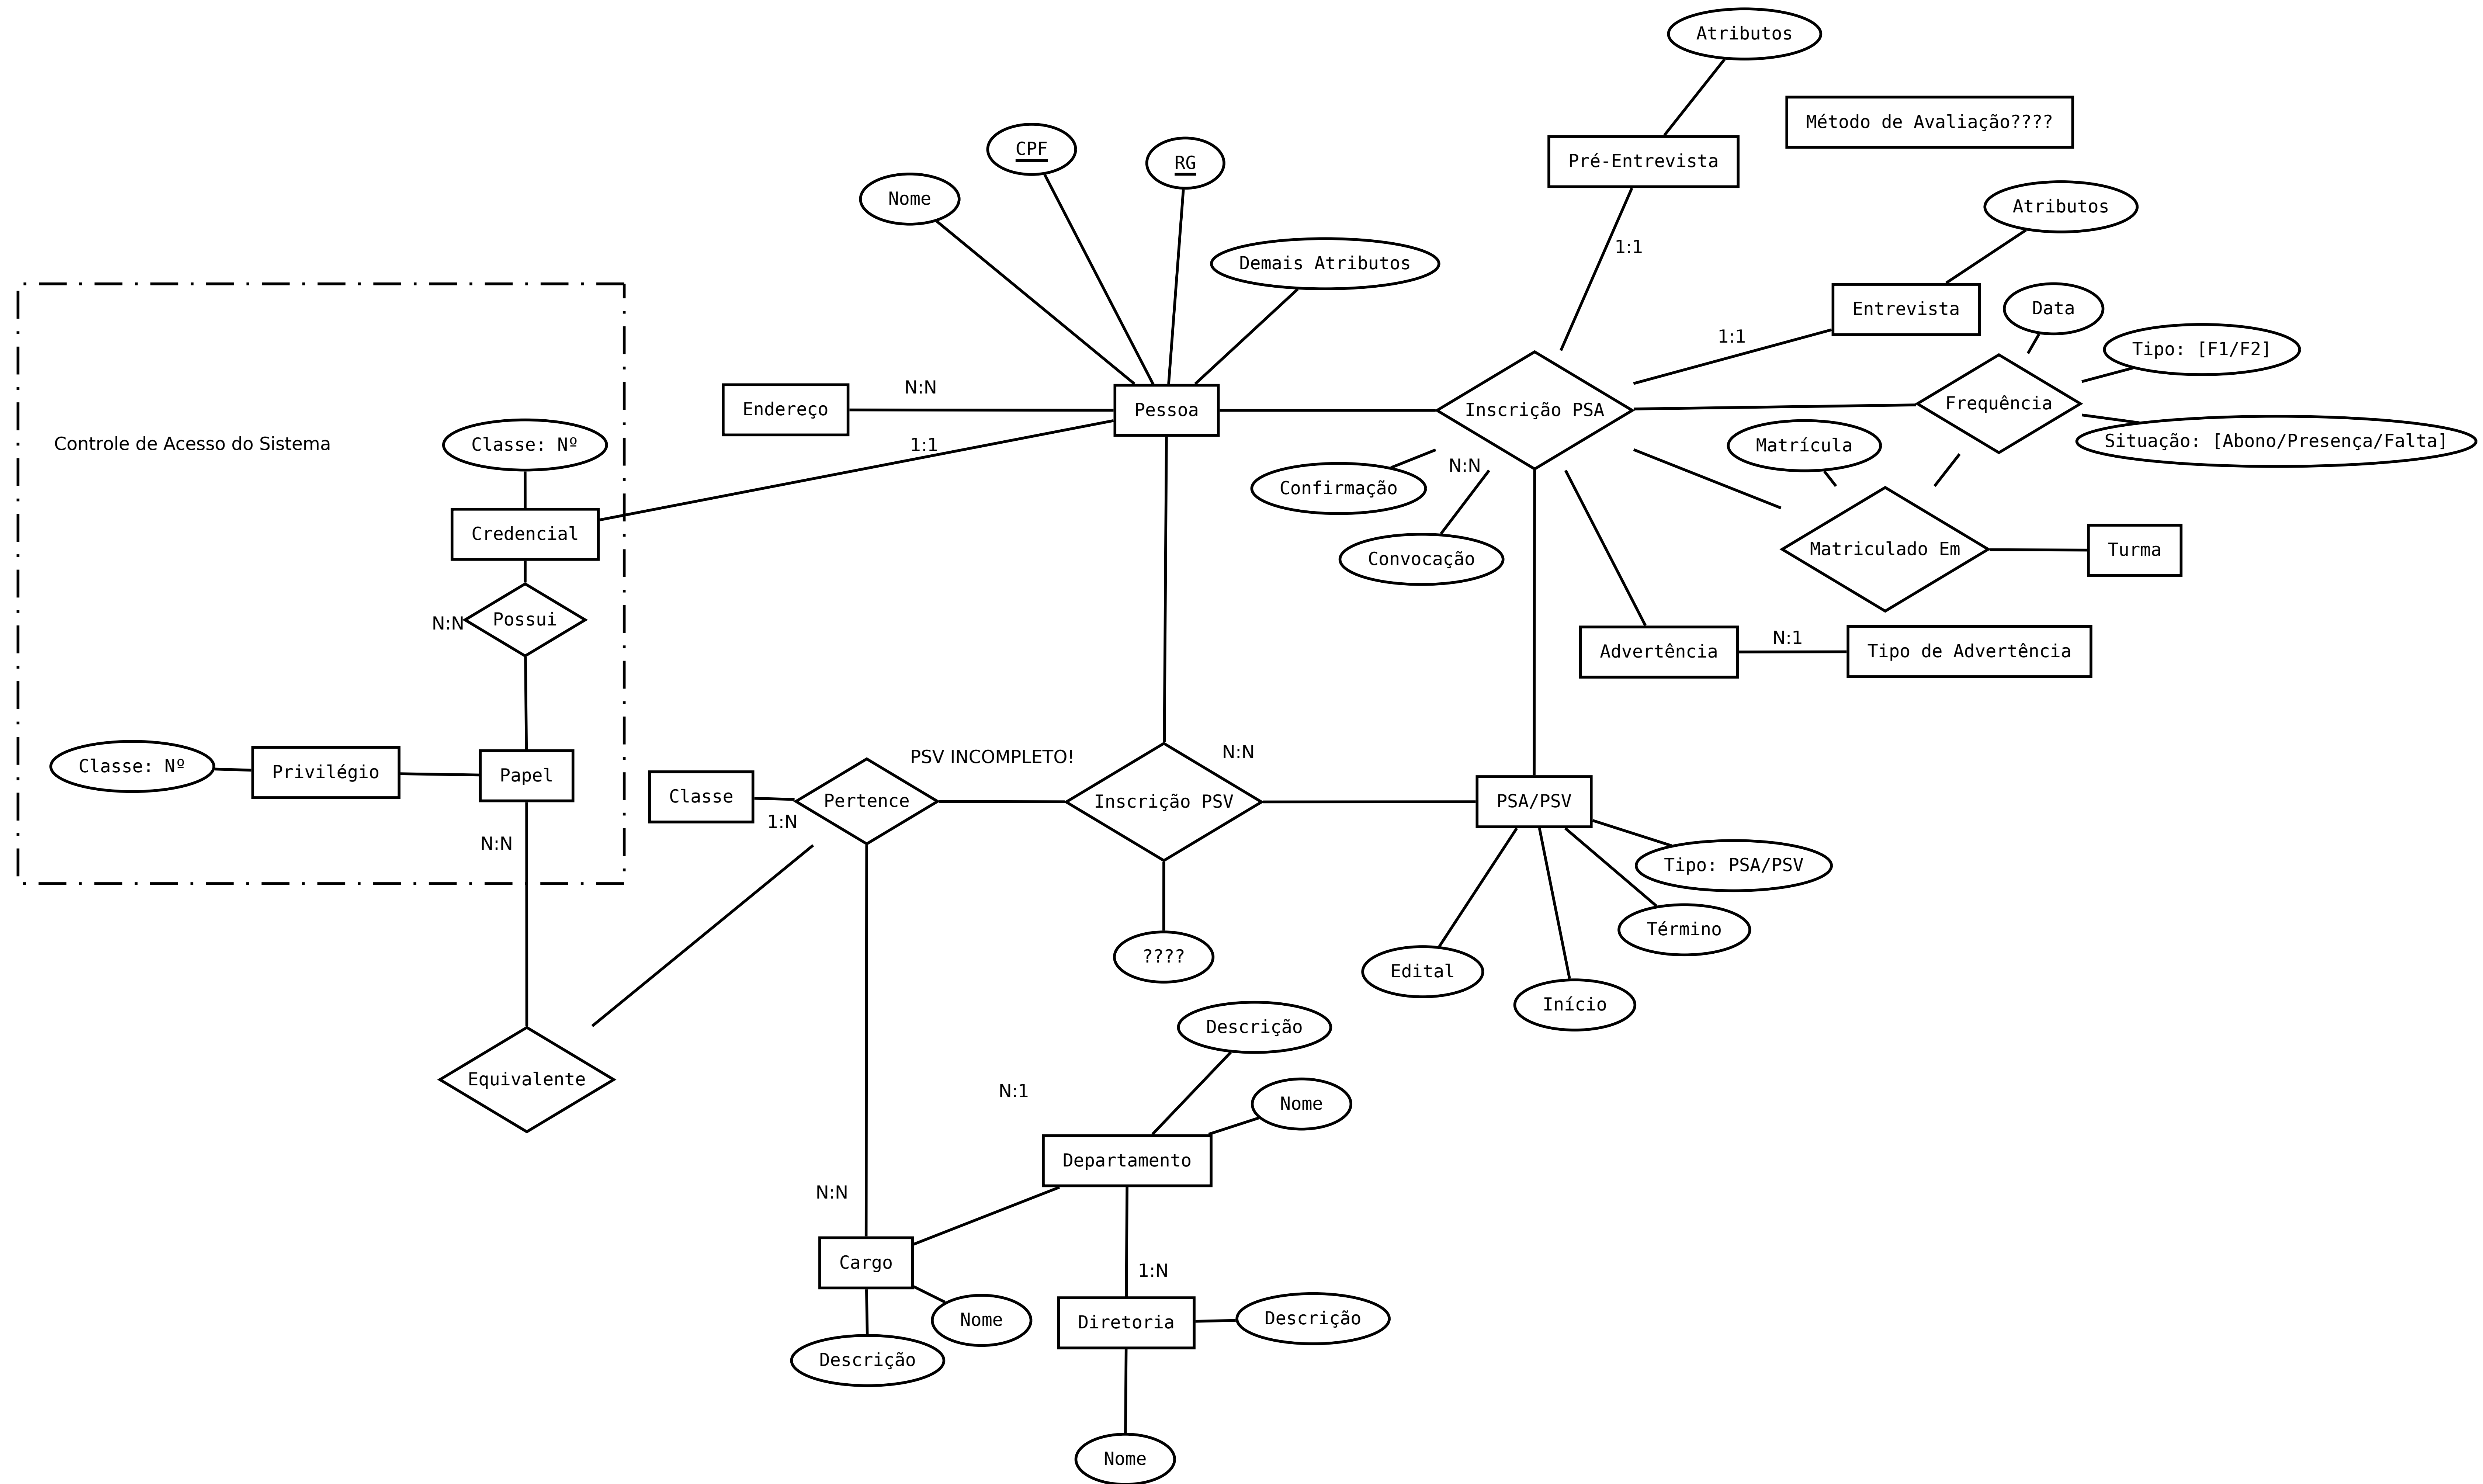 Atributos
Método de Avaliação????
CPF
RG
Pré-Entrevista
Nome
Atributos
1:1
Demais Atributos
Entrevista
Data
1:1
Tipo: [F1/F2]
N:N
Endereço
Pessoa
Inscrição PSA
Frequência
Controle de Acesso do Sistema
Classe: Nº
1:1
Matrícula
Situação: [Abono/Presença/Falta]
N:N
Confirmação
Credencial
Convocação
Matriculado Em
Turma
N:N
Possui
Advertência
N:1
Tipo de Advertência
PSV INCOMPLETO!
N:N
Classe: Nº
Privilégio
Papel
Classe
Pertence
Inscrição PSV
PSA/PSV
1:N
N:N
Tipo: PSA/PSV
Término
????
Edital
Início
Descrição
Equivalente
N:1
Nome
Departamento
N:N
Cargo
1:N
Nome
Diretoria
Descrição
Descrição
Nome